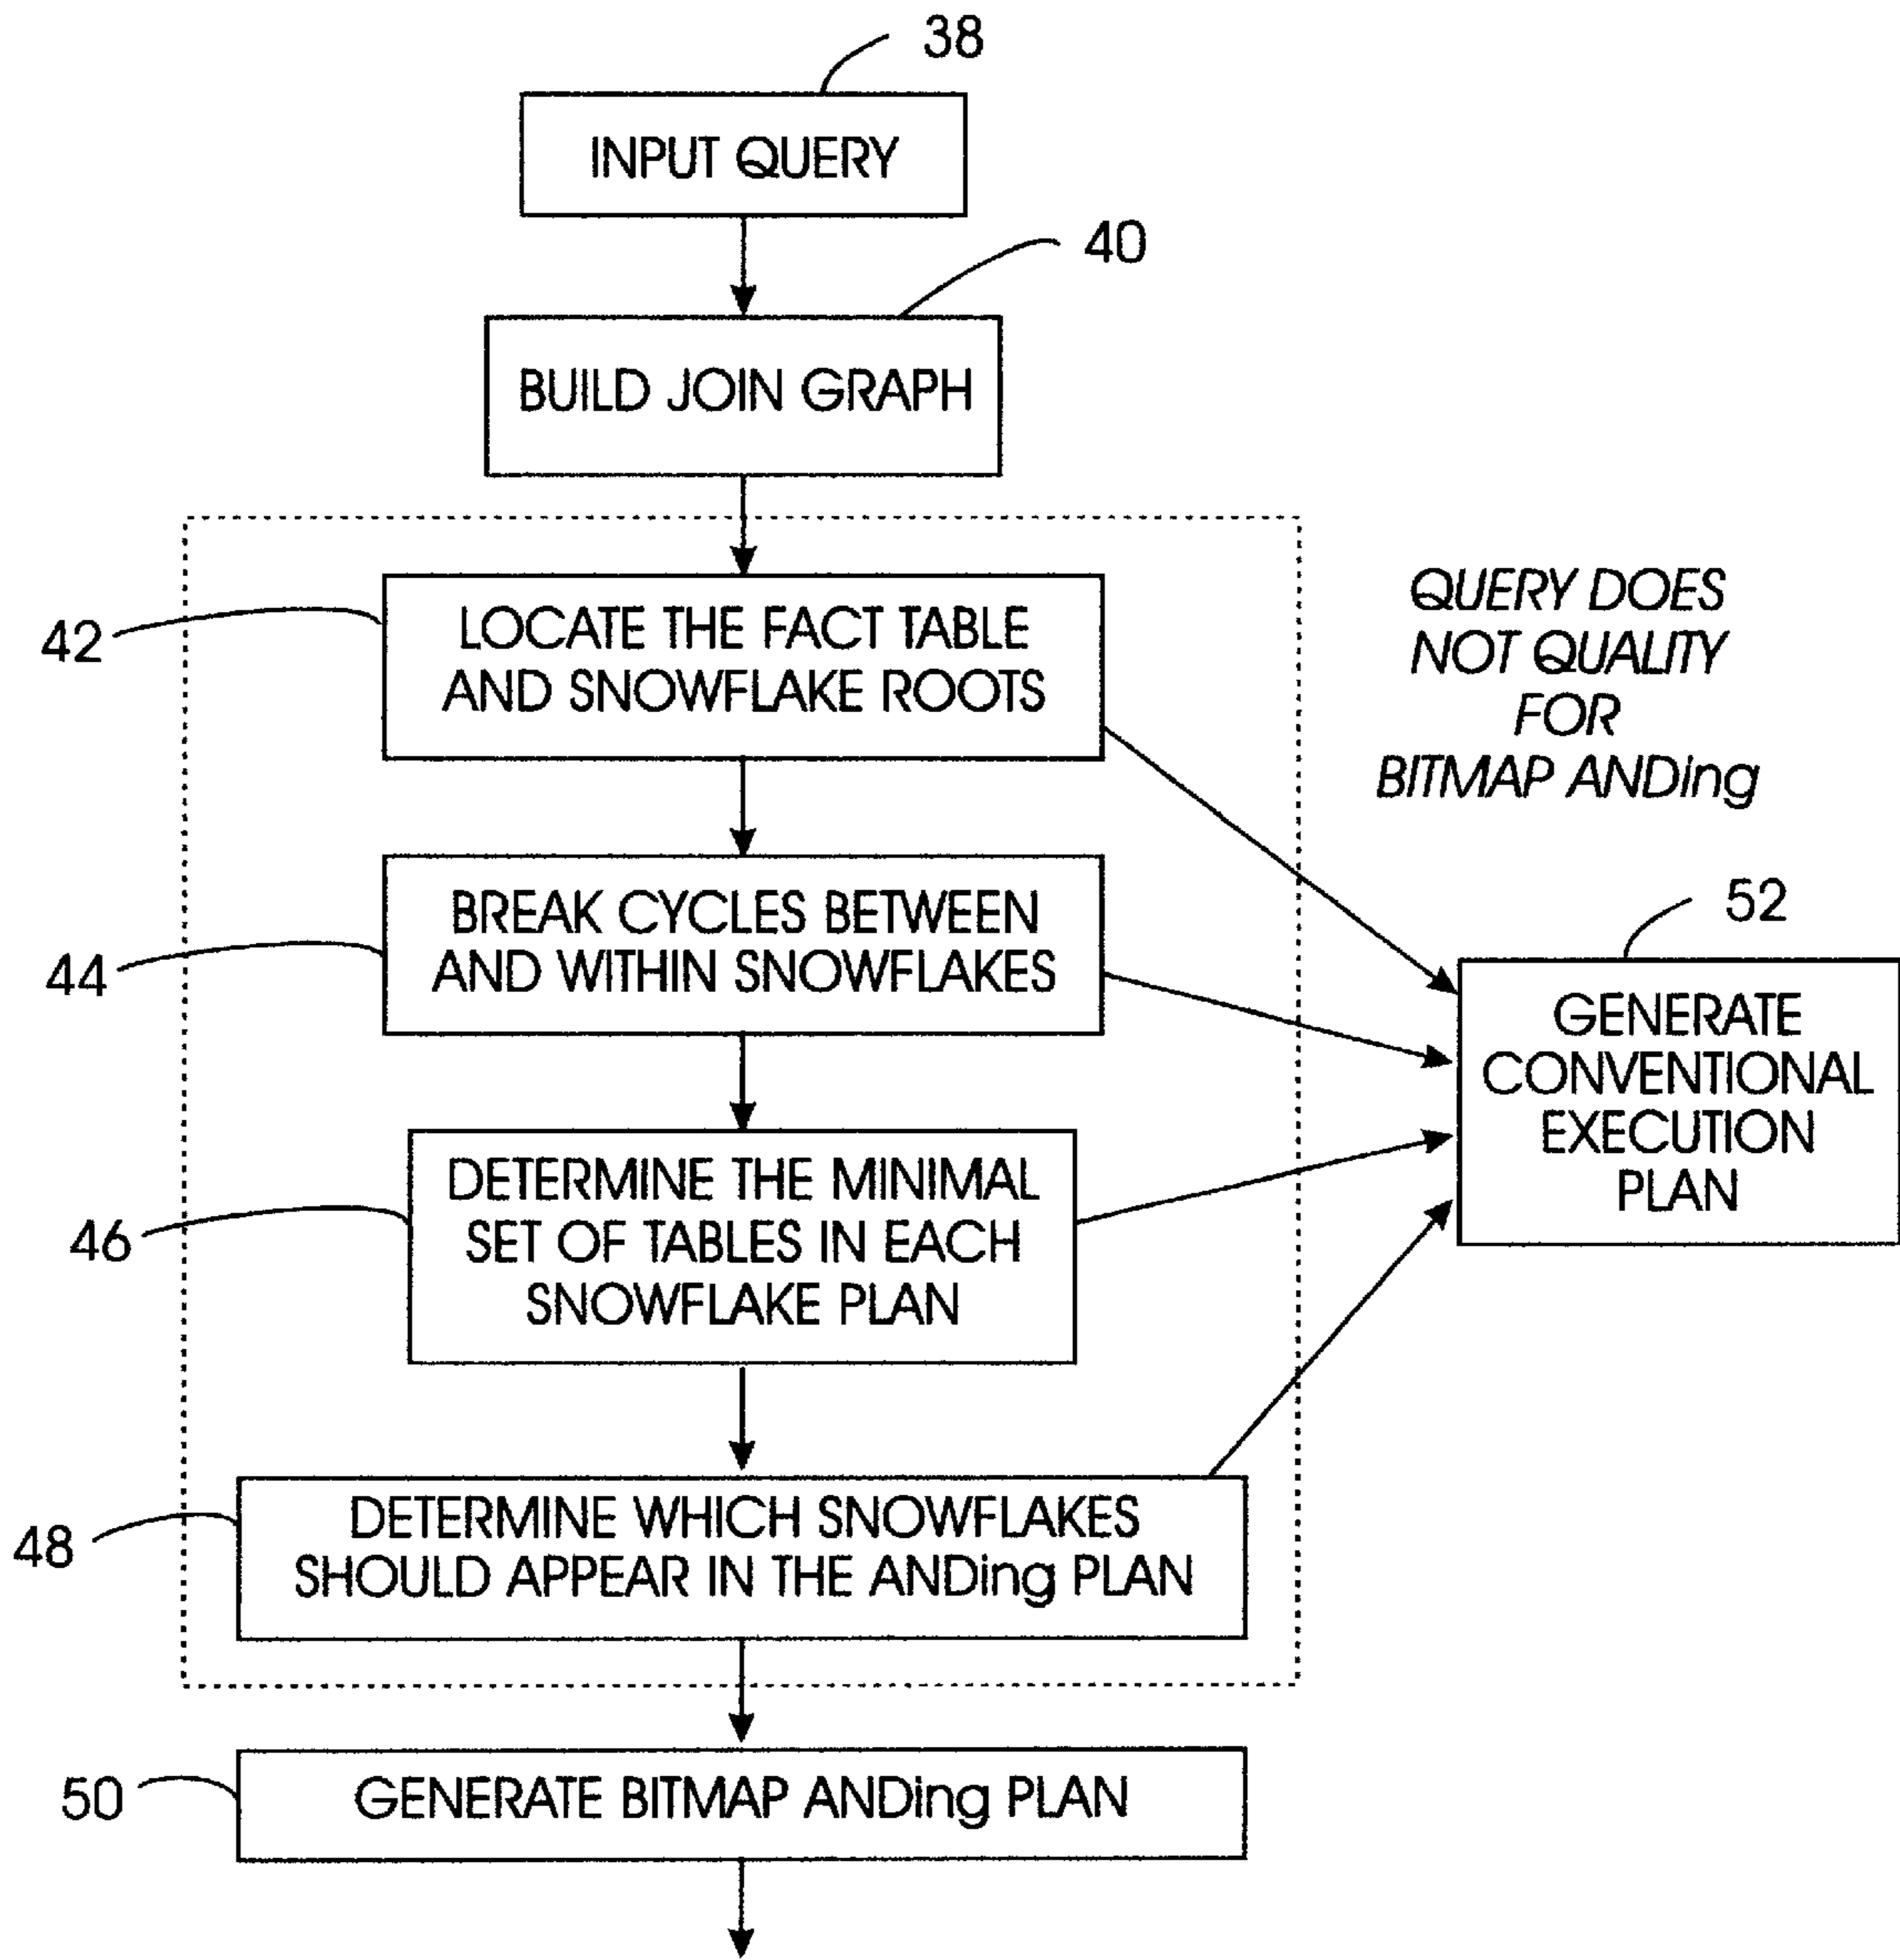 38
INPUT QUERY
40
BUILD JOIN GRAPH
42
LOCATE THE FACT TABLE
AND SNOWFLAKE ROOTS
QUERY DOES
NOT QUALITY
FOR
BITMAP ANDing
44
BREAK CYCLES BETWEEN
AND WITHIN SNOWFLAKES
52
GENERATE
CONVENTIONAL
EXECUTION
PLAN
46
DETERMINE THE MINIMAL
SET OF TABLES IN EACH
SNOWFLAKE PLAN
48
DETERMINE WHICH SNOWFLAKES
SHOULD APPEAR IN THE ANDing PLAN
50
GENERATE BITMAP ANDing PLAN